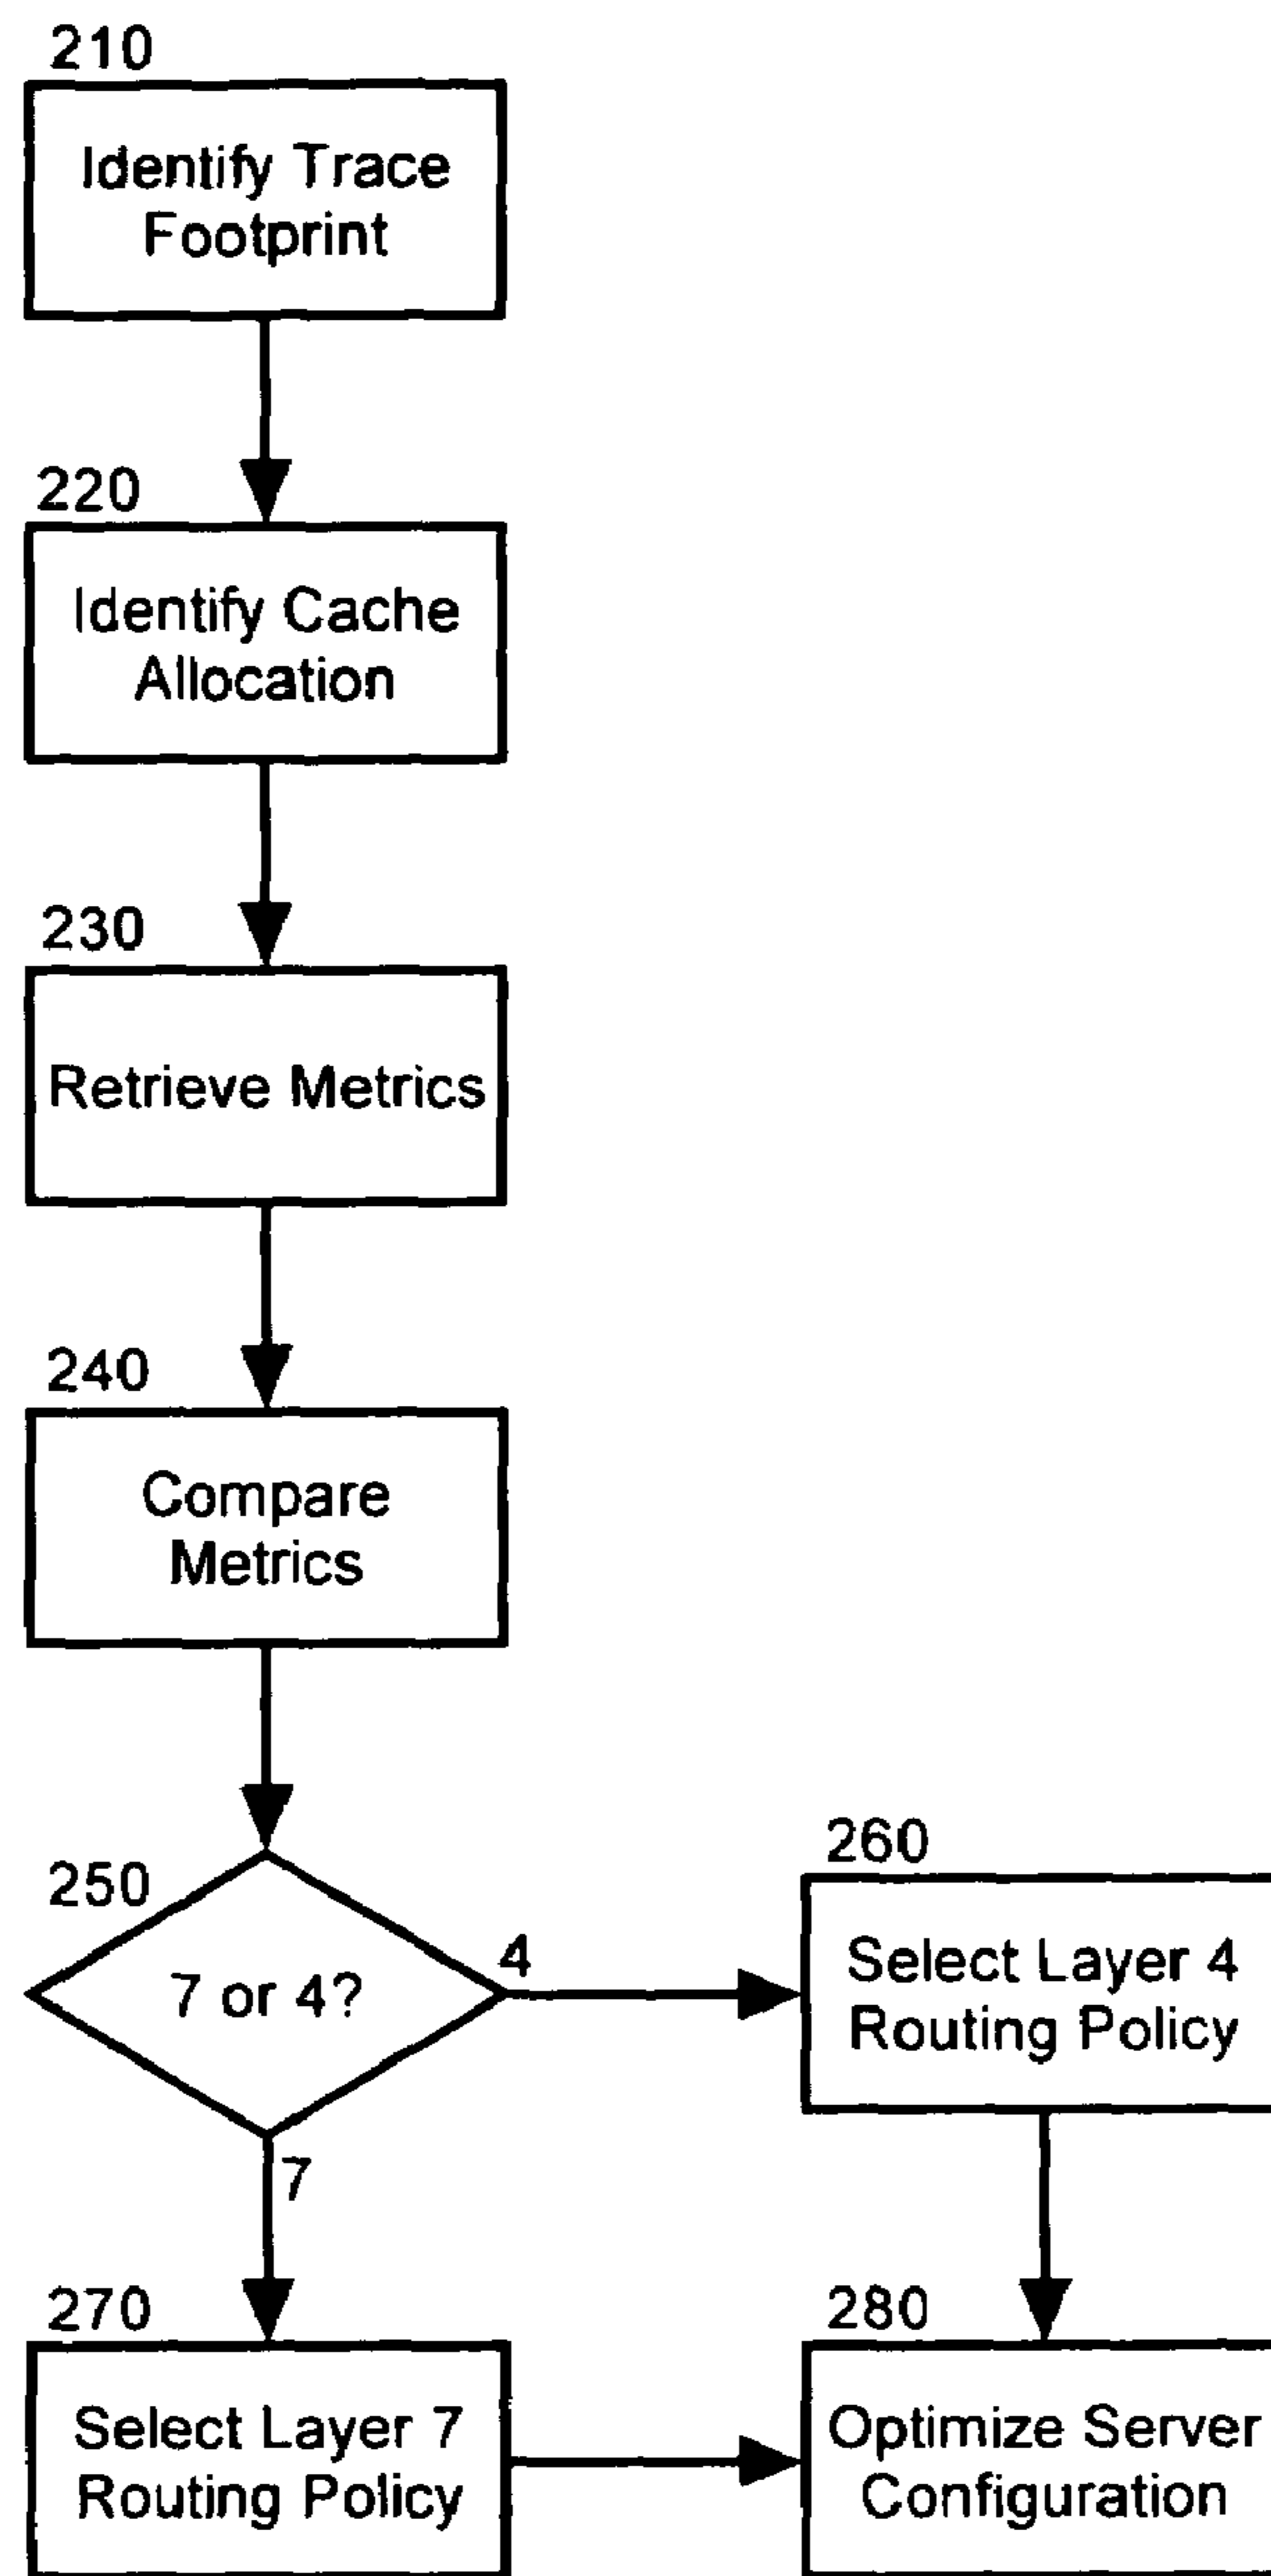 210
Identify Trace
Footprint
220
Identify Cache
Allocation
230
Retrieve Metrics
240
Compare
Metrics
250
7 or 4?
4
7
260
Select Layer 4
Routing Policy
270
Select Layer 7
Routing Policy
280
Optimize Server
Configuration